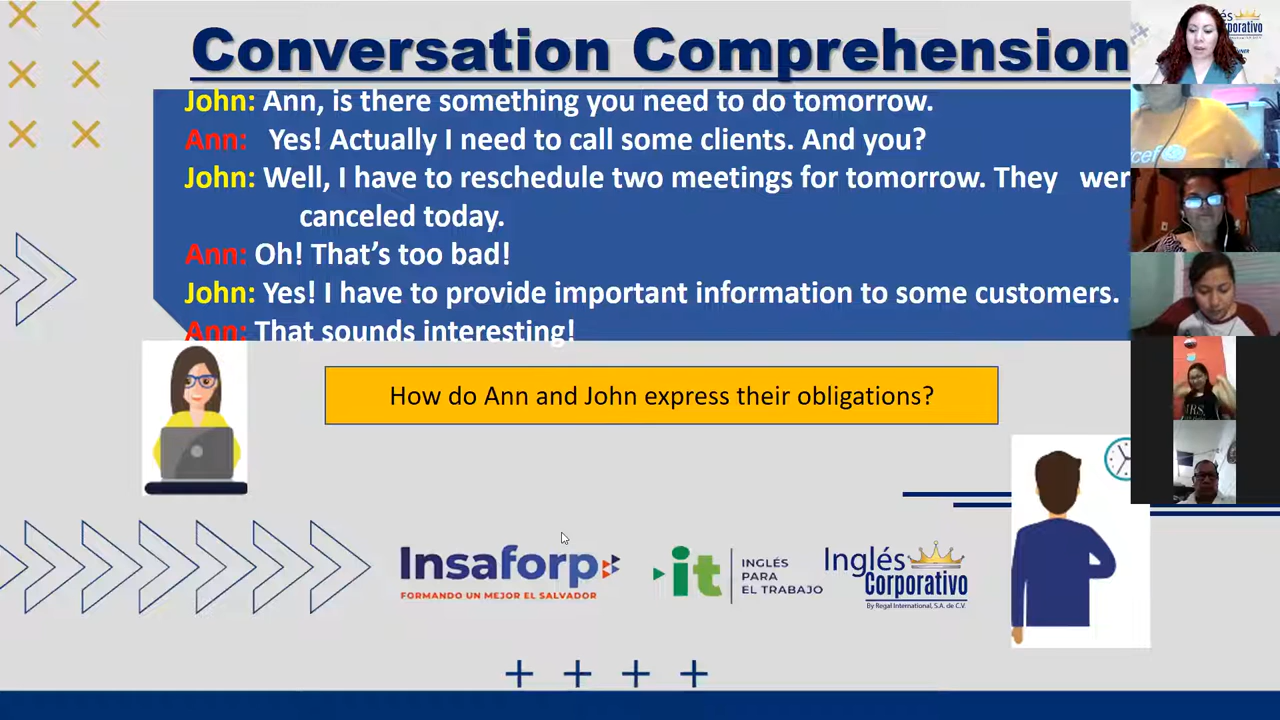 Conversation Comprehension
John: Ann, is there something you need to do tomorrow.
Ann: Yes! Actually I need to call some clients. And you?
John: Well, I have to reschedule two meetings for tomorrow. They wer
canceled today.
Ann: Oh! That's too bad!
John: Yes! I have to provide important information to some customers.
Ann: That sounds interesting!
How do Ann and John express their obligations?
Insaforp
FORMANDO UN MEJOR EL SALVADOR
it
INGLÉS
PARA
EL TRABAJO
Inglés
Corporativo
By Regal International, S.A. de C.V.